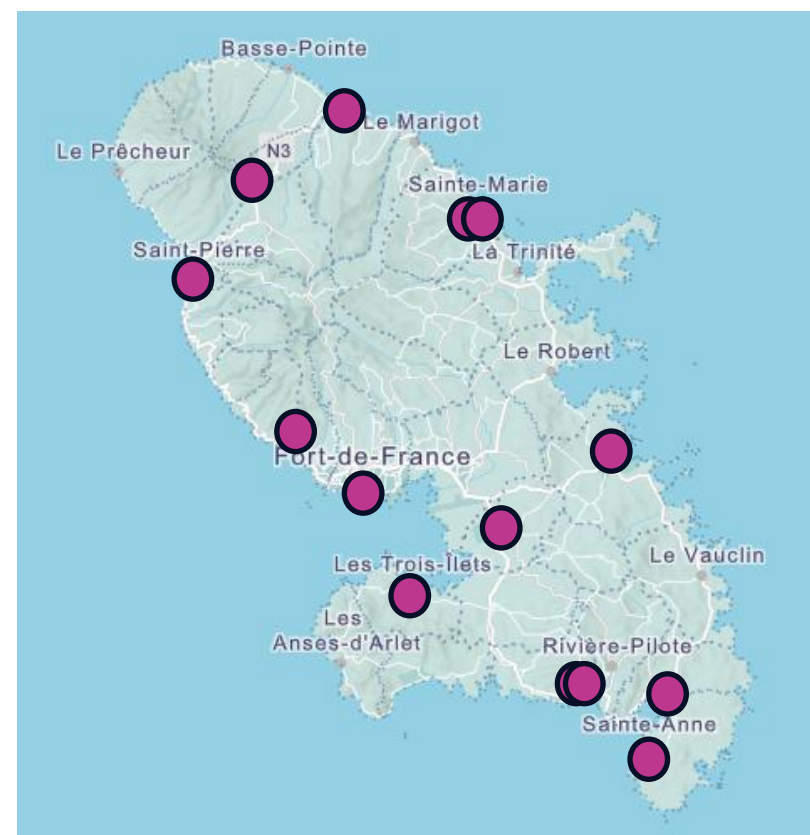 Basse-Pointe
Le Marigot
Le Prêcheur
N3
Sainte-Marie
Saint-Pierre
La Trinité
Le Robert
Fort-de-France
Le Vauclin
Les Trois-Îlets
Les
Anses-d'Arlet
Rivière-Pilote
Sainte-Anne